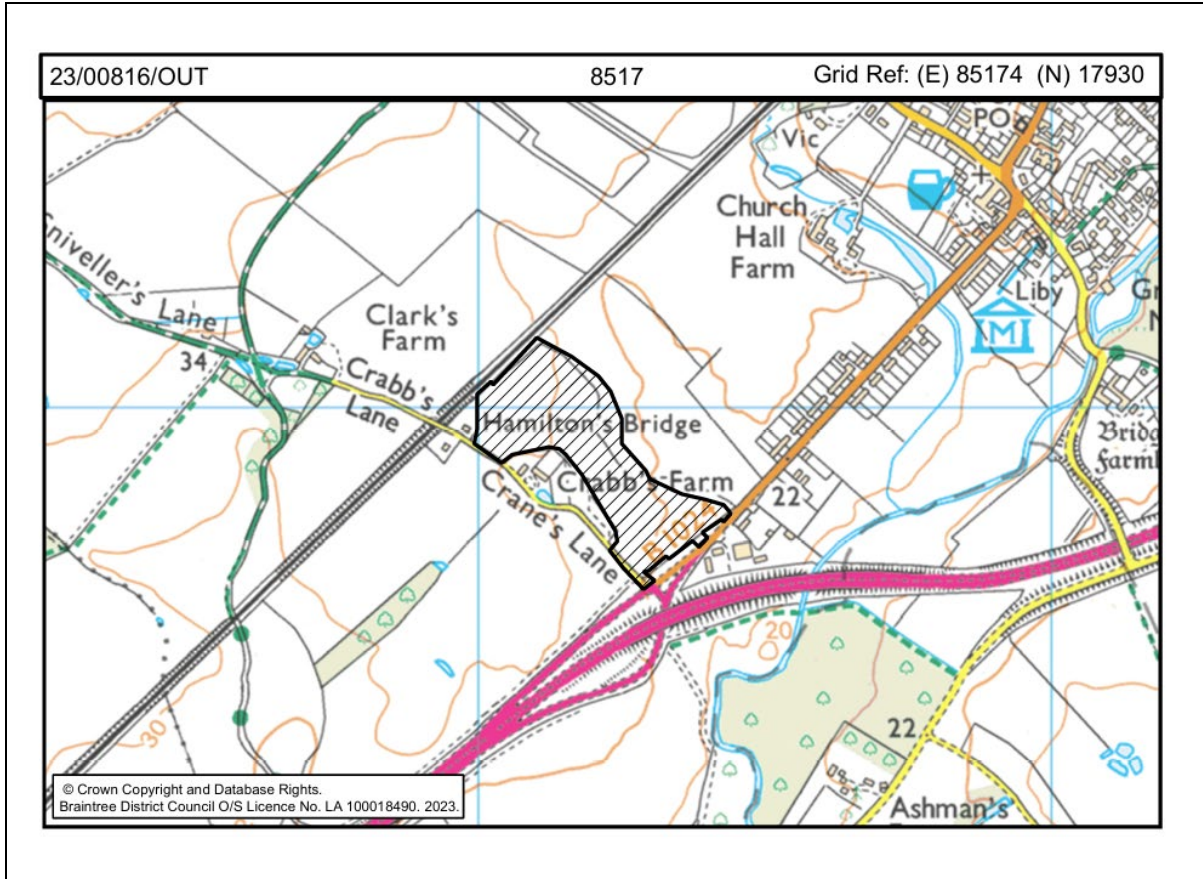 23/00816/OUT
8517
Grid Ref: (E) 85174 (N) 17930
PO
Vic
Church
Hall
Farm
Liby
M
Sniveller's Lane
Clark's
Farm
34
Crabb's
Lane
Hamilton's Bridge
Crabb's Farm
22
Crane's Lane
B1024
20
30
22
Ashman's
© Crown Copyright and Database Rights.
Braintree District Council O/S Licence No. LA 100018490. 2023.